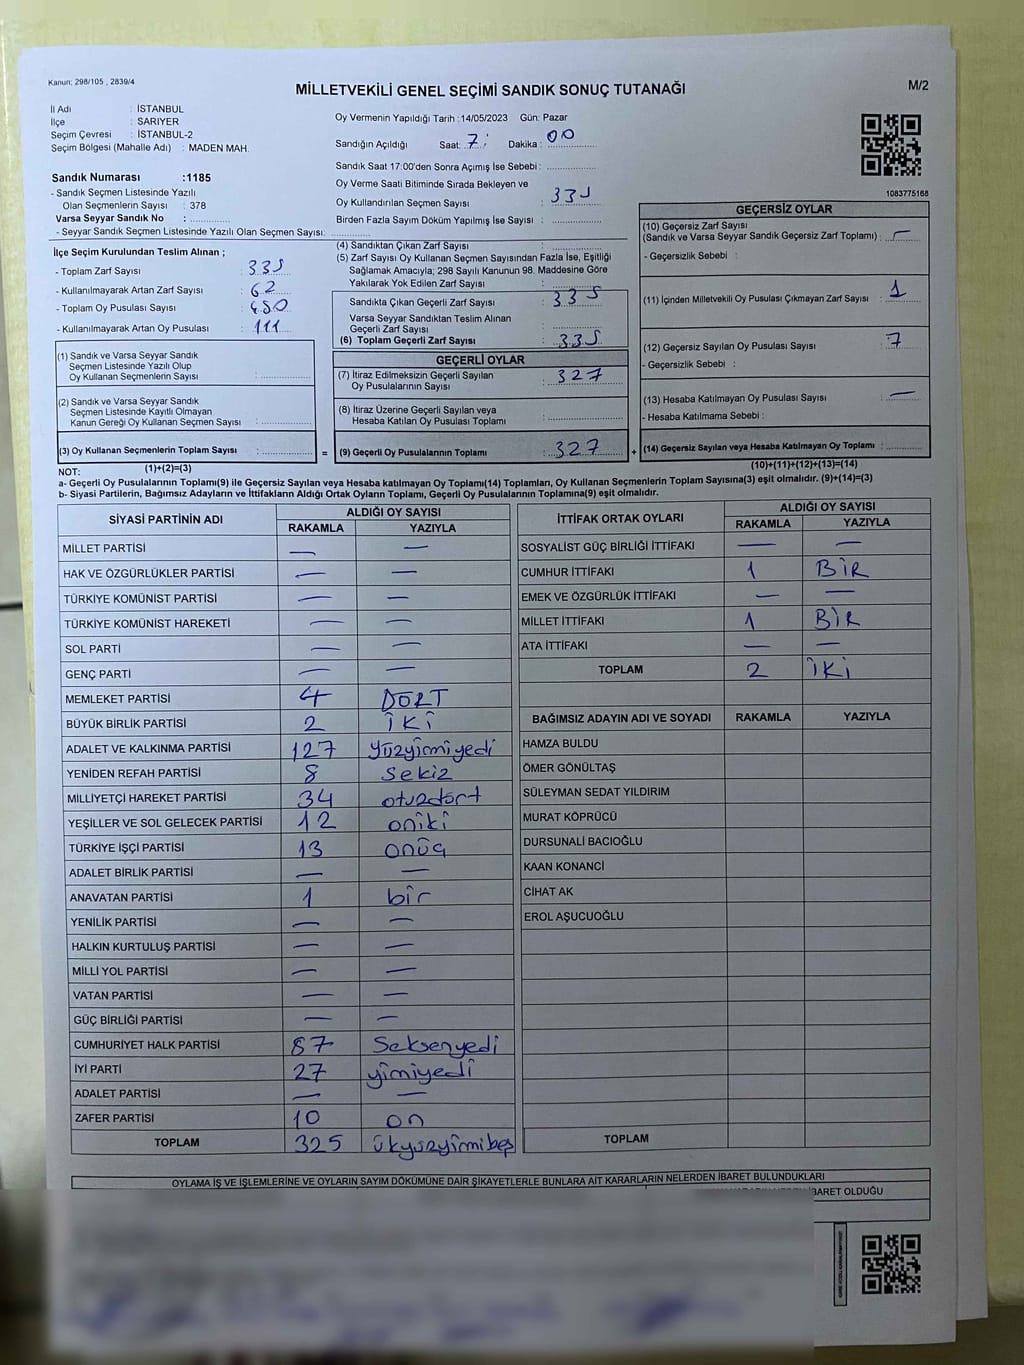 Kanun; 298/105 , 2839/4
MİLLETVEKİLİ GENEL SEÇİMİ SANDIK SONUÇ TUTANAĞI
M/2
İl Adı : İSTANBUL
İlçe : SARIYER
Seçim Çevresi : İSTANBUL-2
Seçim Bölgesi (Mahalle Adı) : MADEN MAH.
Sandık Numarası :1185
- Sandık Seçmen Listesinde Yazılı
Olan Seçmenlerin Sayısı : 378
Varsa Seyyar Sandık No :
- Seyyar Sandık Seçmen Listesinde Yazılı Olan Seçmen Sayısı:
Oy Vermenin Yapıldığı Tarih :14/05/2023 Gün: Pazar
Sandığın Açıldığı Saat: 7: Dakika : 00
Sandık Saat 17:00'den Sonra Açımış İse Sebebi :
Oy Verme Saati Bitiminde Sırada Bekleyen ve
Oy Kullandırılan Seçmen Sayısı : 335
Birden Fazla Sayım Döküm Yapılmış İse Sayısı :
1083775168
İlçe Seçim Kurulundan Teslim Alınan ;
- Toplam Zarf Sayısı : 335
- Kullanılmayarak Artan Zarf Sayısı : 62
- Toplam Oy Pusulası Sayısı : 450
- Kullanılmayarak Artan Oy Pusulası : 111
(1) Sandık ve Varsa Seyyar Sandık
Seçmen Listesinde Yazılı Olup
Oy Kullanan Seçmenlerin Sayısı :
(2) Sandık ve Varsa Seyyar Sandık
Seçmen Listesinde Kayıtlı Olmayan
Kanun Gereği Oy Kullanan Seçmen Sayısı :
(3) Oy Kullanan Seçmenlerin Toplam Sayısı :
(4) Sandıktan Çıkan Zarf Sayısı :
(5) Zarf Sayısı Oy Kullanan Seçmen Sayısından Fazla İse, Eşitliği
Sağlamak Amacıyla; 298 Sayılı Kanunun 98. Maddesine Göre
Yakılarak Yok Edilen Zarf Sayısı :
Sandıkta Çıkan Geçerli Zarf Sayısı : 335
Varsa Seyyar Sandıktan Teslim Alınan
Geçerli Zarf Sayısı :
(6) Toplam Geçerli Zarf Sayısı : 335
GEÇERLİ OYLAR
(7) İtiraz Edilmeksizin Geçerli Sayılan
Oy Pusulalarının Sayısı : 327
(8) İtiraz Üzerine Geçerli Sayılan veya
Hesaba Katılan Oy Pusulası Toplamı :
= (9) Geçerli Oy Pusulalarının Toplamı : 327
GEÇERSİZ OYLAR
(10) Geçersiz Zarf Sayısı
(Sandık ve Varsa Seyyar Sandık Geçersiz Zarf Toplamı) : —
- Geçersizlik Sebebi :
(11) İçinden Milletvekili Oy Pusulası Çıkmayan Zarf Sayısı : 1
(12) Geçersiz Sayılan Oy Pusulası Sayısı : 7
- Geçersizlik Sebebi :
(13) Hesaba Katılmayan Oy Pusulası Sayısı : —
- Hesaba Katılmama Sebebi :
+ (14) Geçersiz Sayılan veya Hesaba Katılmayan Oy Toplamı :
NOT: (1)+(2)=(3)
(10)+(11)+(12)+(13)=(14)
a- Geçerli Oy Pusulalarının Toplamı(9) ile Geçersiz Sayılan veya Hesaba katılmayan Oy Toplamı(14) Toplamları, Oy Kullanan Seçmenlerin Toplam Sayısına(3) eşit olmalıdır. (9)+(14)=(3)
b- Siyasi Partilerin, Bağımsız Adayların ve İttifakların Aldığı Ortak Oyların Toplamı, Geçerli Oy Pusulalarının Toplamına(9) eşit olmalıdır.
SİYASİ PARTİNİN ADI ALDIĞI OY SAYISI
RAKAMLA YAZIYLA
MİLLET PARTİSİ — —
HAK VE ÖZGÜRLÜKLER PARTİSİ — —
TÜRKİYE KOMÜNİST PARTİSİ — —
TÜRKİYE KOMÜNİST HAREKETİ — —
SOL PARTİ — —
GENÇ PARTİ — —
MEMLEKET PARTİSİ 4 DÖRT
BÜYÜK BİRLİK PARTİSİ 2 İKİ
ADALET VE KALKINMA PARTİSİ 127 yüzyirmiyedi
YENİDEN REFAH PARTİSİ 8 sekiz
MİLLİYETÇİ HAREKET PARTİSİ 34 otuzdört
YEŞİLLER VE SOL GELECEK PARTİSİ 12 oniki
TÜRKİYE İŞÇİ PARTİSİ 13 onüç
ADALET BİRLİK PARTİSİ — —
ANAVATAN PARTİSİ 1 bir
YENİLİK PARTİSİ — —
HALKIN KURTULUŞ PARTİSİ — —
MİLLİ YOL PARTİSİ — —
VATAN PARTİSİ — —
GÜÇ BİRLİĞİ PARTİSİ — —
CUMHURİYET HALK PARTİSİ 87 Seksenyedi
İYİ PARTİ 27 yimiyedi
ADALET PARTİSİ — —
ZAFER PARTİSİ 10 on
TOPLAM 325 ükyüzyirmibeş
İTTİFAK ORTAK OYLARI ALDIĞI OY SAYISI
RAKAMLA YAZIYLA
SOSYALİST GÜÇ BİRLİĞİ İTTİFAKI — —
CUMHUR İTTİFAKI 1 BİR
EMEK VE ÖZGÜRLÜK İTTİFAKI — —
MİLLET İTTİFAKI 1 BİR
ATA İTTİFAKI — —
TOPLAM 2 İKİ
BAĞIMSIZ ADAYIN ADI VE SOYADI RAKAMLA YAZIYLA
HAMZA BULDU
ÖMER GÖNÜLTAŞ
SÜLEYMAN SEDAT YILDIRIM
MURAT KÖPRÜCÜ
DURSUNALİ BACIOĞLU
KAAN KONANCİ
CİHAT AK
EROL AŞUCUOĞLU
TOPLAM
OYLAMA İŞ VE İŞLEMLERİNE VE OYLARIN SAYIM DÖKÜMÜNE DAİR ŞİKAYETLERLE BUNLARA AİT KARARLARIN NELERDEN İBARET BULUNDUKLARI
İBARET OLDUĞU